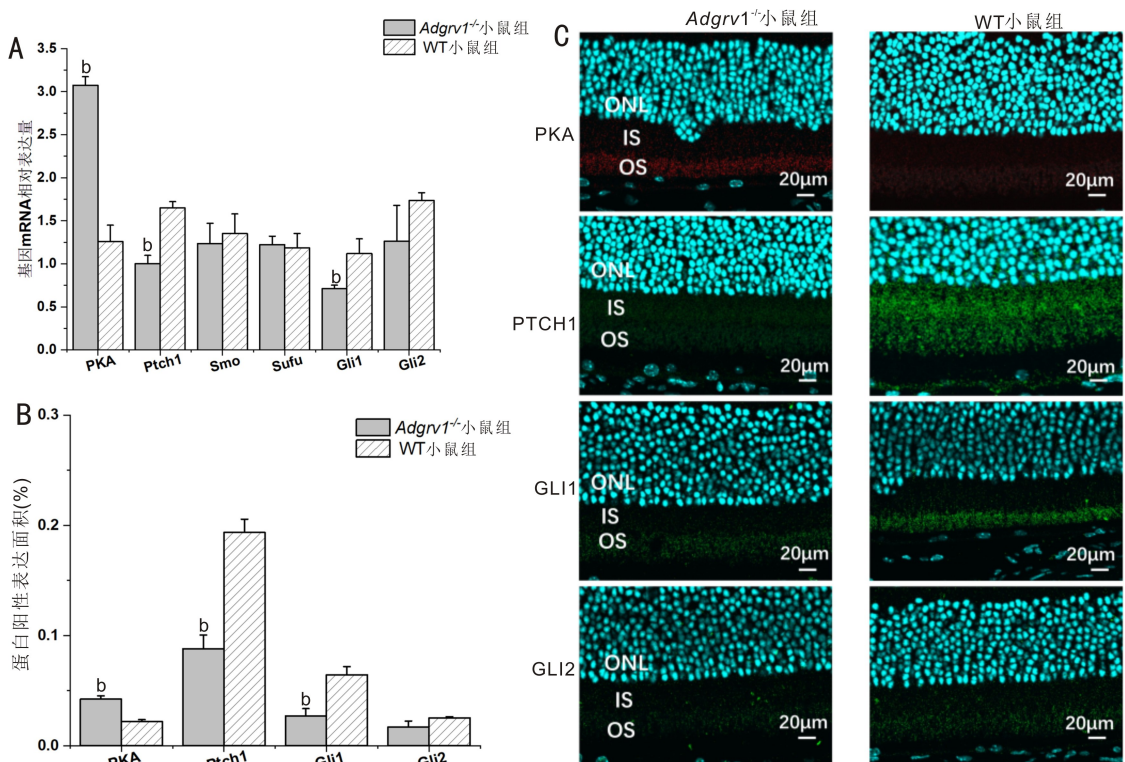 A
Adgrv1-/-小鼠组
WT小鼠组
基因mRNA相对表达量
3.5
3.0
2.5
2.0
1.5
1.0
0.5
0.0
b
b
b
PKA Ptch1 Smo Sufu Gli1 Gli2
B
Adgrv1-/-小鼠组
WT小鼠组
蛋白阳性表达面积(%)
0.3
0.2
0.1
0.0
b
b
b
PKA Ptch1 Gli1 Gli2
C
Adgrv1-/-小鼠组 WT小鼠组
PKA
ONL
IS
OS
20μm 20μm
PTCH1
ONL
IS
OS
20μm 20μm
GLI1
ONL
IS
OS
20μm 20μm
GLI2
ONL
IS
OS
20μm 20μm